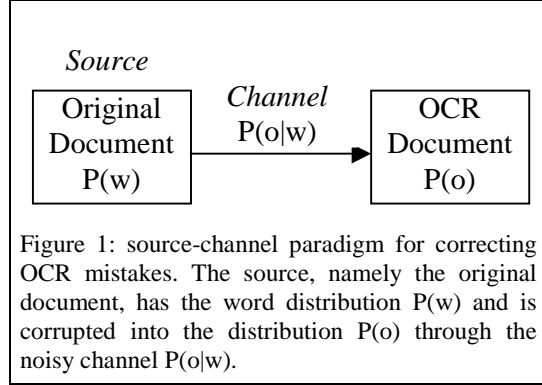 Source
Original
Document
P(w)
Channel
P(o|w)
OCR
Document
P(o)
Figure 1: source-channel paradigm for correcting
OCR mistakes. The source, namely the original
document, has the word distribution P(w) and is
corrupted into the distribution P(o) through the
noisy channel P(o|w).